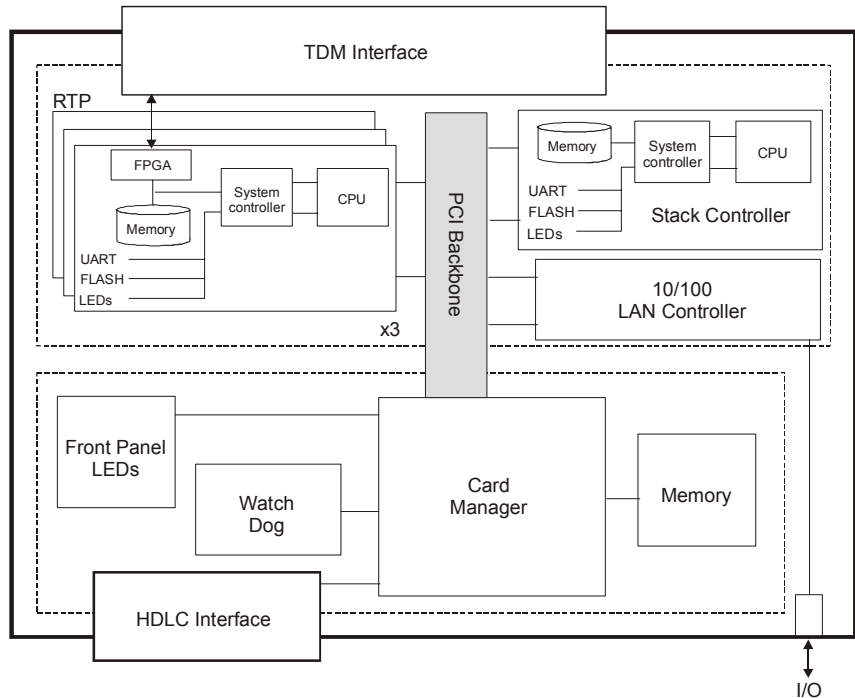 TDM Interface
RTP
FPGA
Memory
System
controller
CPU
UART
FLASH
LEDs
x3
PCI Backbone
Memory
System
controller
CPU
UART
FLASH
LEDs
Stack Controller
10/100
LAN Controller
Front Panel
LEDs
Watch
Dog
Card
Manager
Memory
HDLC Interface
I/O